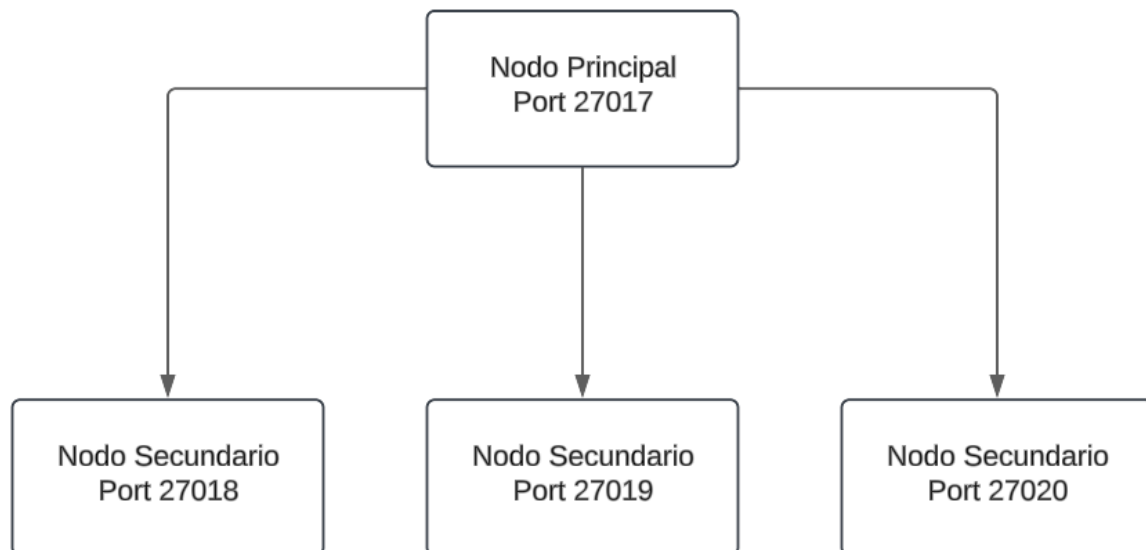 Nodo Principal
Port 27017
Nodo Secundario
Port 27018
Nodo Secundario
Port 27019
Nodo Secundario
Port 27020